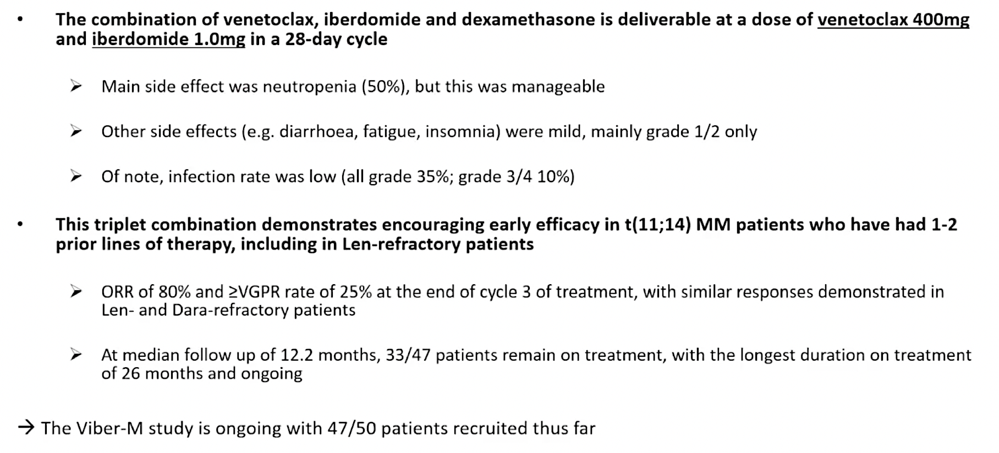 • The combination of venetoclax, iberdomide and dexamethasone is deliverable at a dose of venetoclax 400mg
and iberdomide 1.0mg in a 28-day cycle
➢ Main side effect was neutropenia (50%), but this was manageable
➢ Other side effects (e.g. diarrhoea, fatigue, insomnia) were mild, mainly grade 1/2 only
➢ Of note, infection rate was low (all grade 35%; grade 3/4 10%)
• This triplet combination demonstrates encouraging early efficacy in t(11;14) MM patients who have had 1-2
prior lines of therapy, including in Len-refractory patients
➢ ORR of 80% and ≥VGPR rate of 25% at the end of cycle 3 of treatment, with similar responses demonstrated in
Len- and Dara-refractory patients
➢ At median follow up of 12.2 months, 33/47 patients remain on treatment, with the longest duration on treatment
of 26 months and ongoing
→ The Viber-M study is ongoing with 47/50 patients recruited thus far